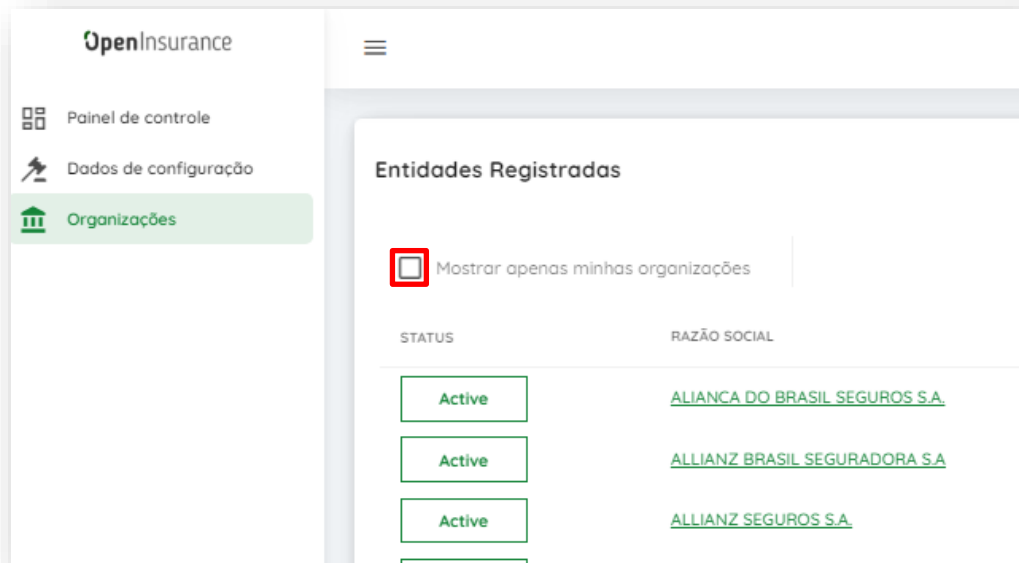 OpenInsurance
Painel de controle
Dados de configuração
Organizações
Entidades Registradas
Mostrar apenas minhas organizações
STATUS RAZÃO SOCIAL
Active ALIANCA DO BRASIL SEGUROS S.A.
Active ALLIANZ BRASIL SEGURADORA S.A
Active ALLIANZ SEGUROS S.A.